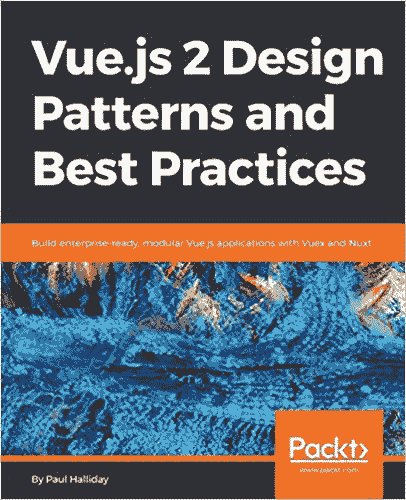 Vue.js 2 Design
Patterns and
Best Practices
Build enterprise-ready, modular Vue.js applications with Vuex and Nuxt
Packt>
www.packt.com
By Paul Halliday